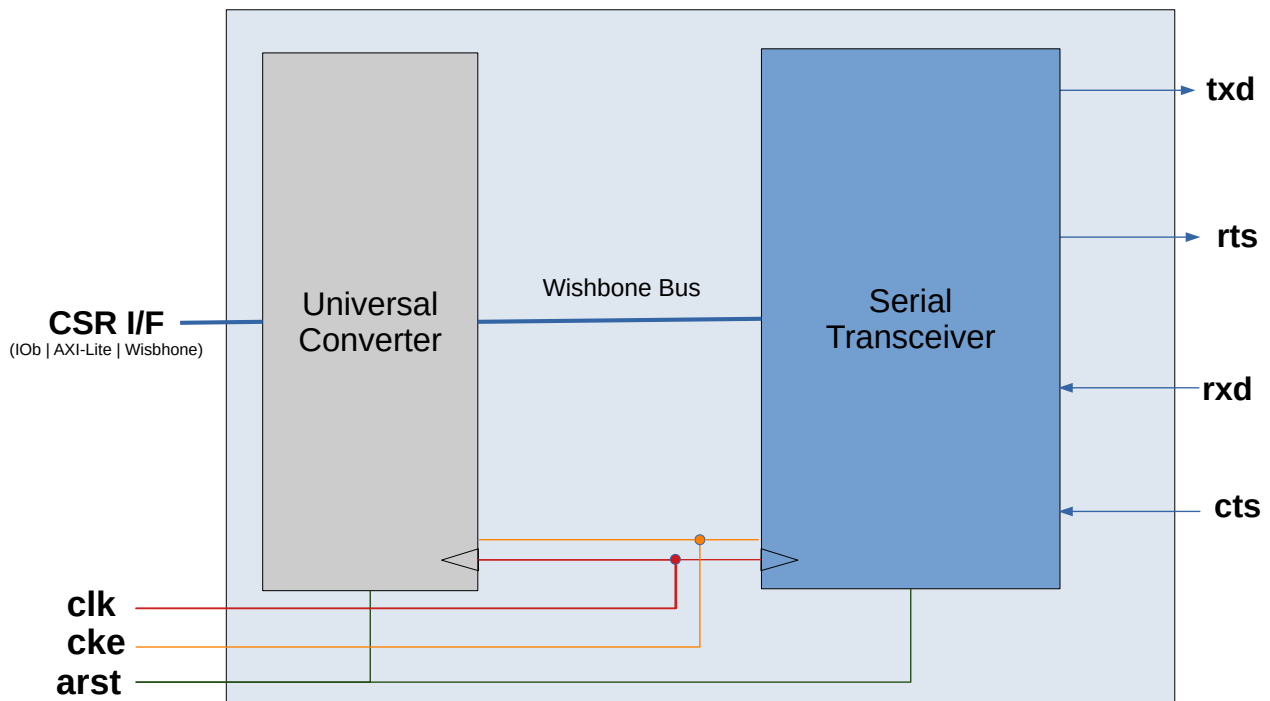 txd
rts
Wishbone Bus
Universal
Converter
Serial
Transceiver
CSR I/F
(IOb | AXI-Lite | Wisbhone)
rxd
cts
clk
cke
arst